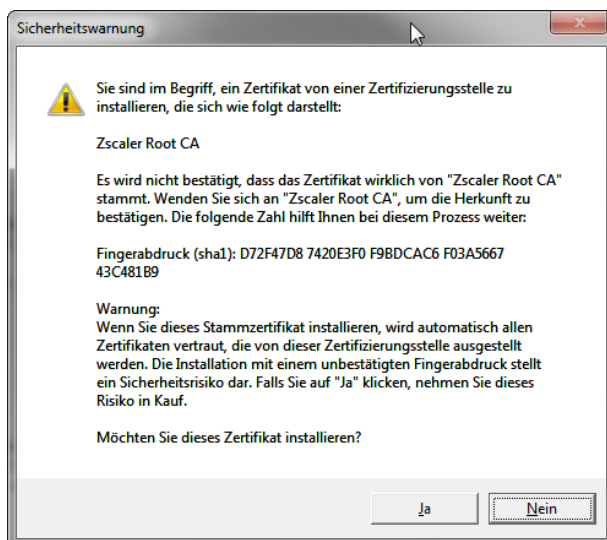 Sicherheitswarnung
Sie sind im Begriff, ein Zertifikat von einer Zertifizierungsstelle zu
installieren, die sich wie folgt darstellt:
Zscaler Root CA
Es wird nicht bestätigt, dass das Zertifikat wirklich von "Zscaler Root CA"
stammt. Wenden Sie sich an "Zscaler Root CA", um die Herkunft zu
bestätigen. Die folgende Zahl hilft Ihnen bei diesem Prozess weiter:
Fingerabdruck (sha1): D72F47D8 7420E3F0 F9BDCAC6 F03A5667
43C481B9
Warnung:
Wenn Sie dieses Stammzertifikat installieren, wird automatisch allen
Zertifikaten vertraut, die von dieser Zertifizierungsstelle ausgestellt
werden. Die Installation mit einem unbestätigten Fingerabdruck stellt
ein Sicherheitsrisiko dar. Falls Sie auf "Ja" klicken, nehmen Sie dieses
Risiko in Kauf.
Möchten Sie dieses Zertifikat installieren?
Ja
Nein